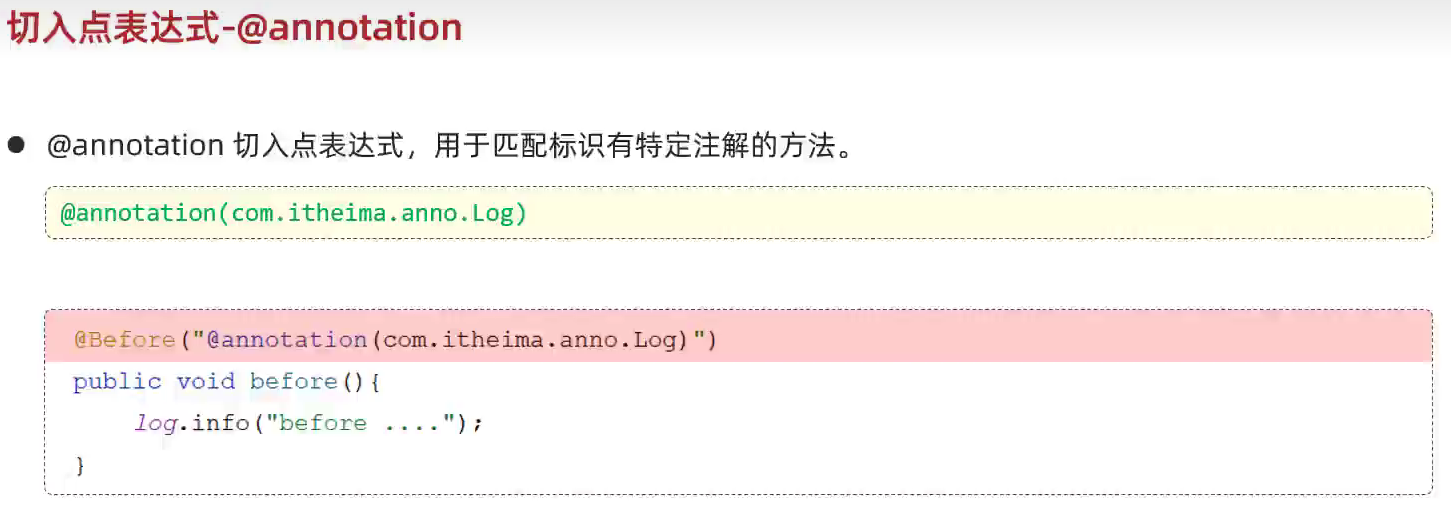 切入点表达式-@annotation
● @annotation 切入点表达式，用于匹配标识有特定注解的方法。
@annotation(com.itheima.anno.Log)
@Before("@annotation(com.itheima.anno.Log)")
public void before(){
    log.info("before ....");
}